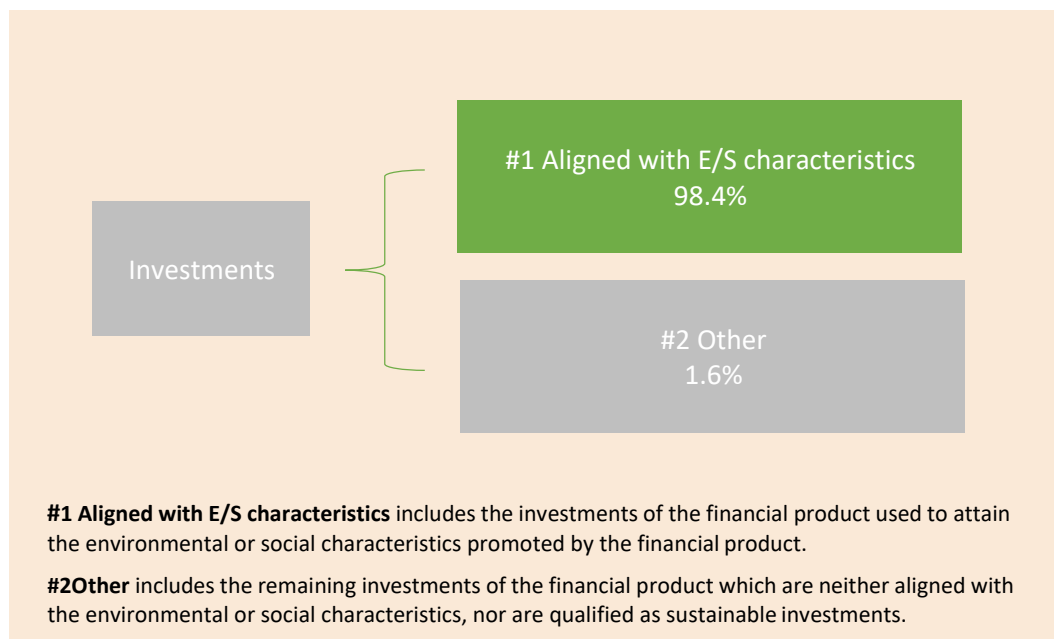 #1 Aligned with E/S characteristics
98.4%
Investments
#2 Other
1.6%
#1 Aligned with E/S characteristics includes the investments of the financial product used to attain
the environmental or social characteristics promoted by the financial product.
#2Other includes the remaining investments of the financial product which are neither aligned with
the environmental or social characteristics, nor are qualified as sustainable investments.